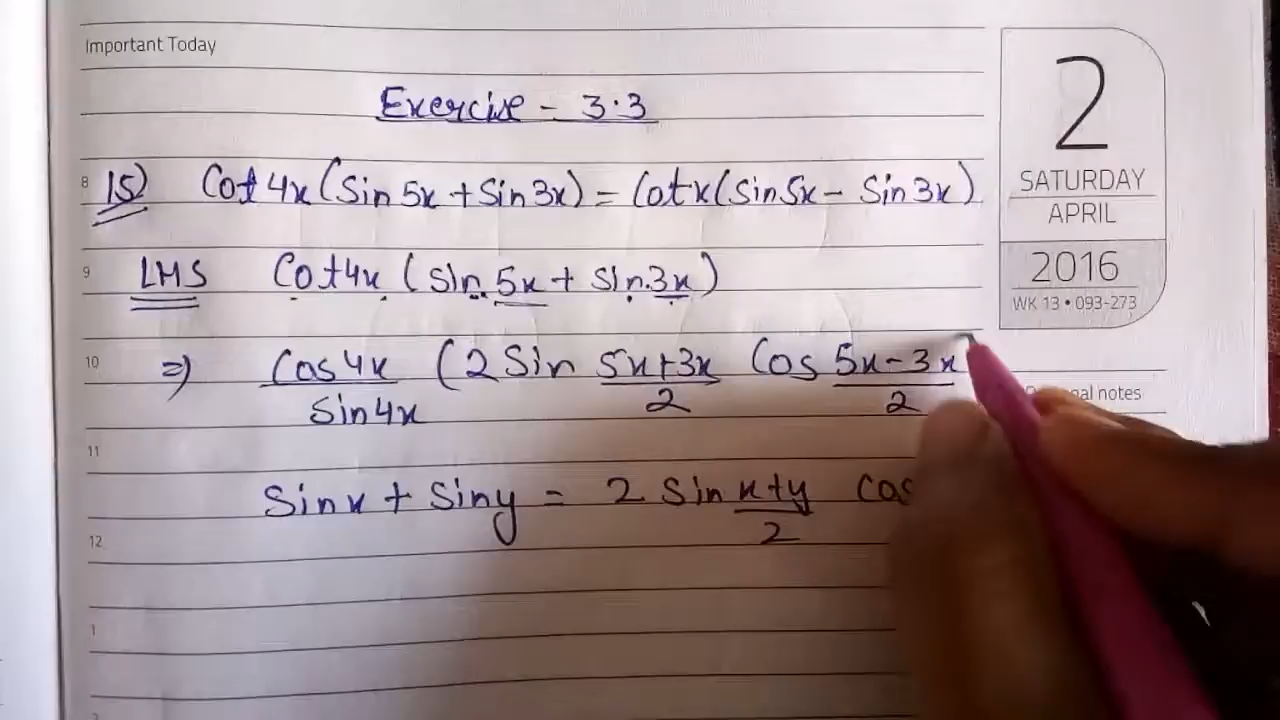 Important Today
Exercise - 3.3
8 15) Cot 4x (Sin 5x + Sin 3x) = Cot x (Sin 5x - Sin 3x)
9 LHS Cot 4x (Sin 5x + Sin 3x)
10 ⇒ Cos 4x / Sin 4x (2 Sin 5x+3x / 2 Cos 5x-3x / 2)
11
Sin x + Sin y = 2 Sin x+y / 2 Cos
12
1
2
SATURDAY
APRIL
2016
WK 13 • 093-273
notes